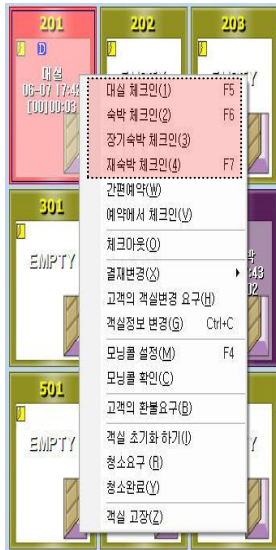 201
202
203
D
대실
06-07 17:42
[00]00:03
대실 체크인(1) F5
숙박 체크인(2) F6
장기숙박 체크인(3)
재숙박 체크인(4) F7
간편예약(W)
예약에서 체크인(V)
체크아웃(O)
결재변경(X)
고객의 객실변경 요구(H)
객실정보 변경(G) Ctrl+C
모닝콜 설정(M) F4
모닝콜 확인(C)
고객의 환불요구(B)
객실 초기화 하기(I)
청소요구 (R)
청소완료(Y)
객실 고장(Z)
301
EMPTY
:43
02
501
EMPTY
Y